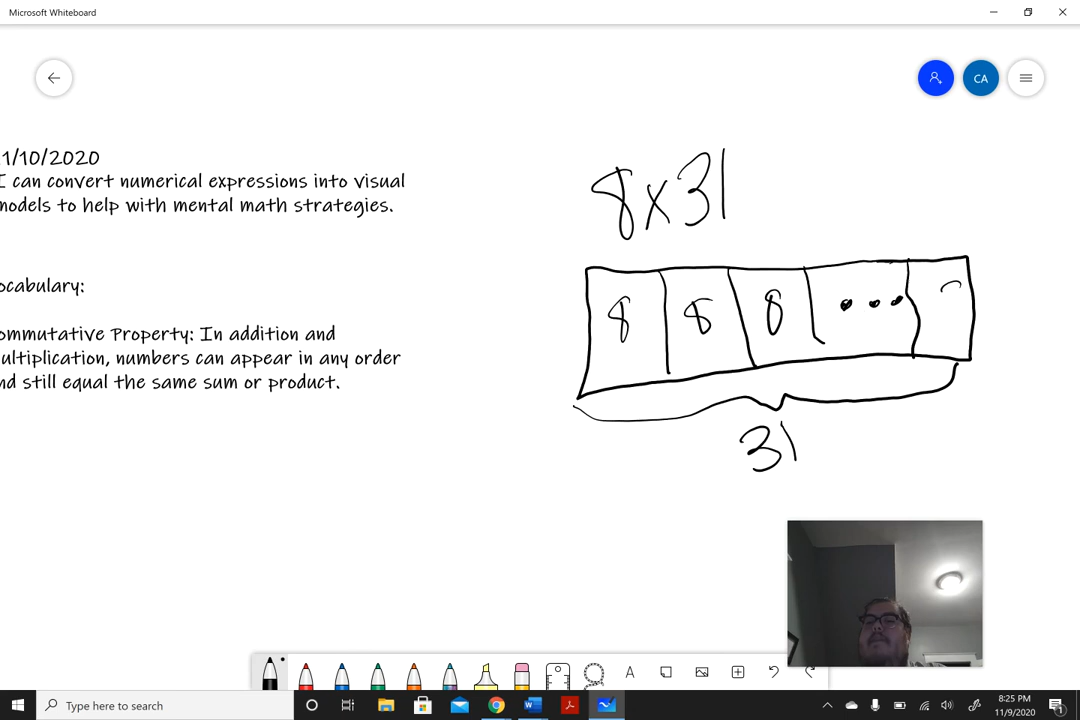 Microsoft Whiteboard
CA
1/10/2020
I can convert numerical expressions into visual
models to help with mental math strategies.
ocabulary:
ommutative Property: In addition and
ultiplication, numbers can appear in any order
nd still equal the same sum or product.
8x31
8 8 8 ...
31
A
Type here to search
8:25 PM
11/9/2020
1